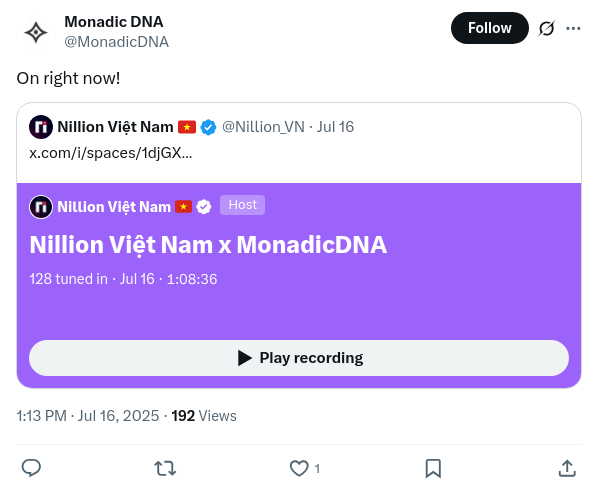 Monadic DNA
@MonadicDNA
Follow
On right now!
Nillion Việt Nam 🇻🇳 @Nillion_VN · Jul 16
x.com/i/spaces/1djGX...
Nillion Việt Nam 🇻🇳 Host
Nillion Việt Nam x MonadicDNA
128 tuned in · Jul 16 · 1:08:36
Play recording
1:13 PM · Jul 16, 2025 · 192 Views
1